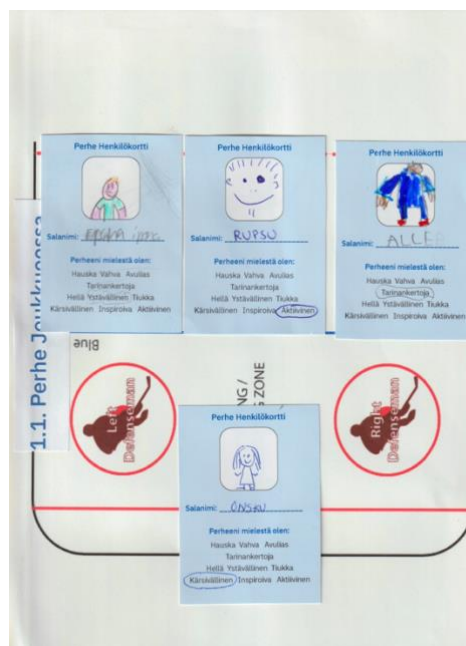 Perhe Henkilökortti
Salanimi:
Perheeni mielestä olen:
Hauska Vahva Avulias
Tarinankertoja
Hellä Ystävällinen Tiukka
Kärsivällinen Inspiroiva Aktiivinen
Perhe Henkilökortti
Salanimi: RUPSU
Perheeni mielestä olen:
Hauska Vahva Avulias
Tarinankertoja
Hellä Ystävällinen Tiukka
Kärsivällinen Inspiroiva Aktiivinen
Perhe Henkilökortti
Salanimi: ALLE
Perheeni mielestä olen:
Hauska Vahva Avulias
Tarinankertoja
Hellä Ystävällinen Tiukka
Kärsivällinen Inspiroiva Aktiivinen
1.1. Perhe
Blue
NG /
ZONE
Left
Defenseman
Right
Defenseman
Perhe Henkilökortti
Salanimi: ONSKU
Perheeni mielestä olen:
Hauska Vahva Avulias
Tarinankertoja
Hellä Ystävällinen Tiukka
Kärsivällinen Inspiroiva Aktiivinen